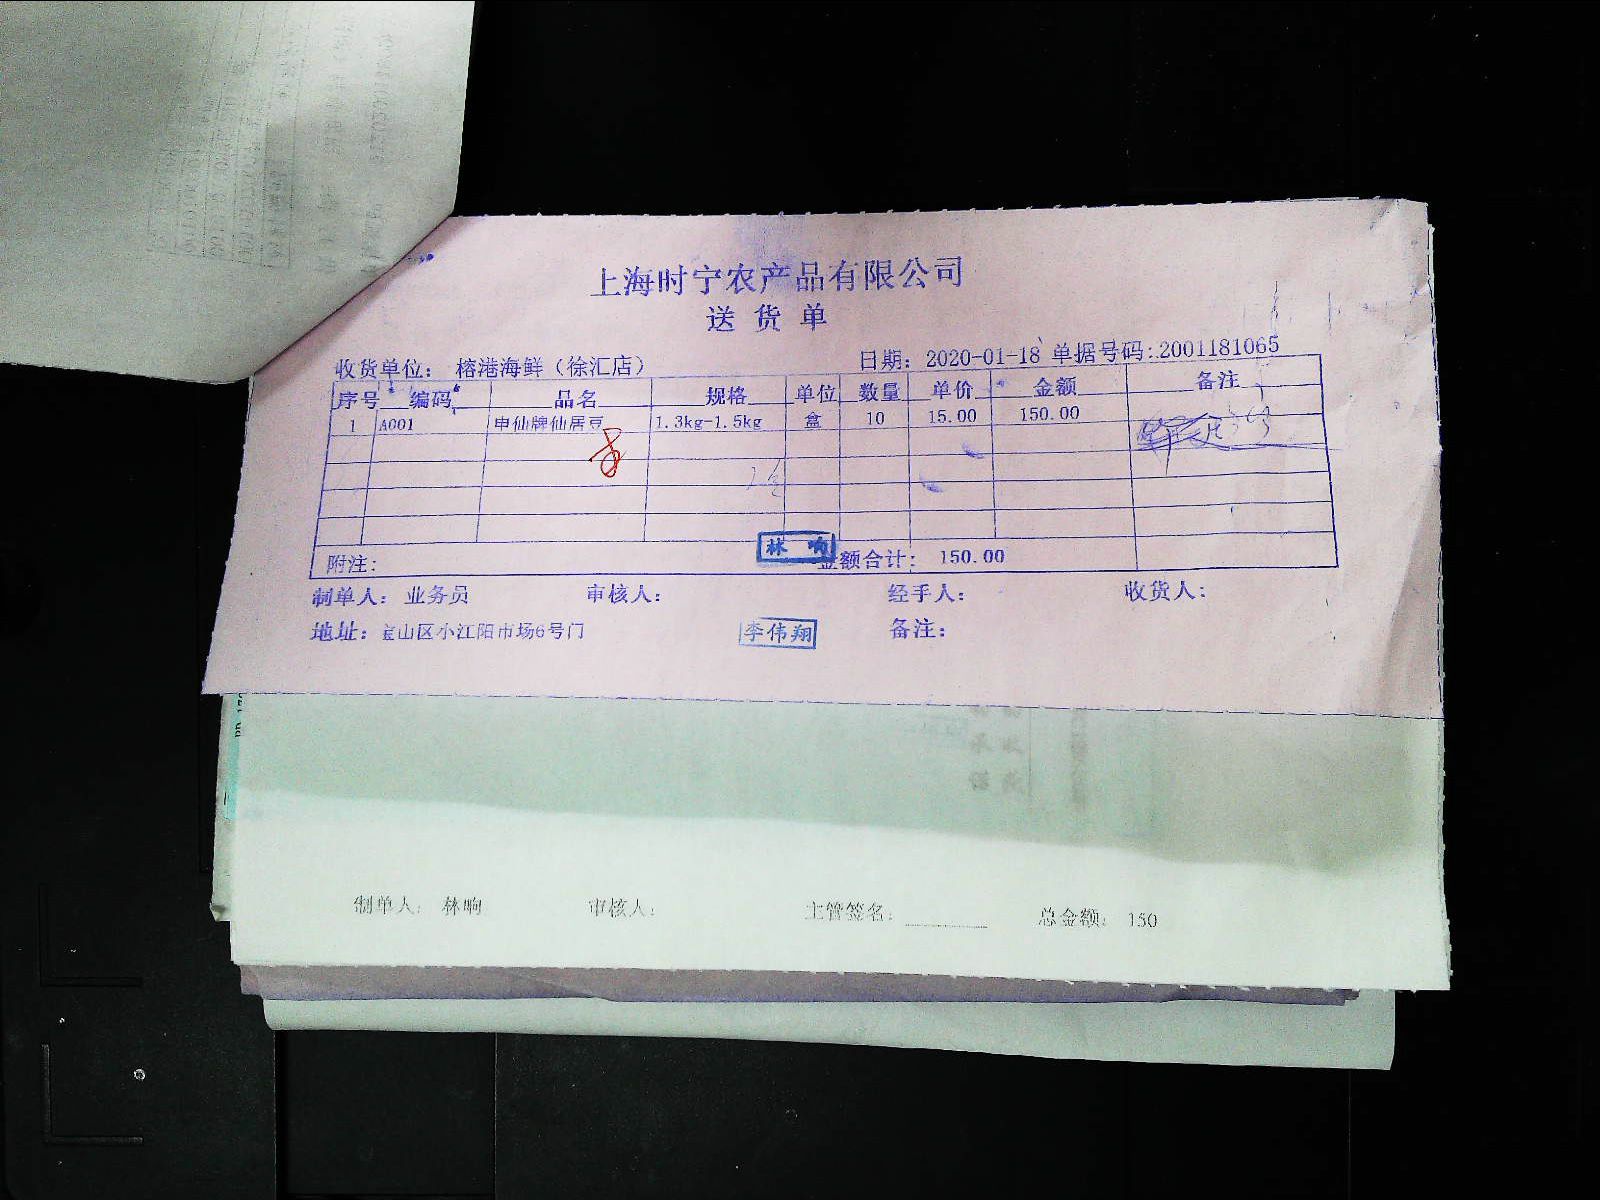 上海时宁农产品有限公司
送货单
收货单位： 榕港海鲜（徐汇店） 日期： 2020-01-18 单据号码:2001181065
序号 编码 品名 规格 单位 数量 单价 金额 备注
1 A001 申仙牌仙居豆 1.3kg-1.5kg 盒 10 15.00 150.00
林响
附注： 金额合计： 150.00
制单人： 业务员 审核人： 经手人： 收货人：
地址：宝山区小江阳市场6号门 李伟翔 备注：
制单人： 林响 审核人： 主管签名： 总金额： 150